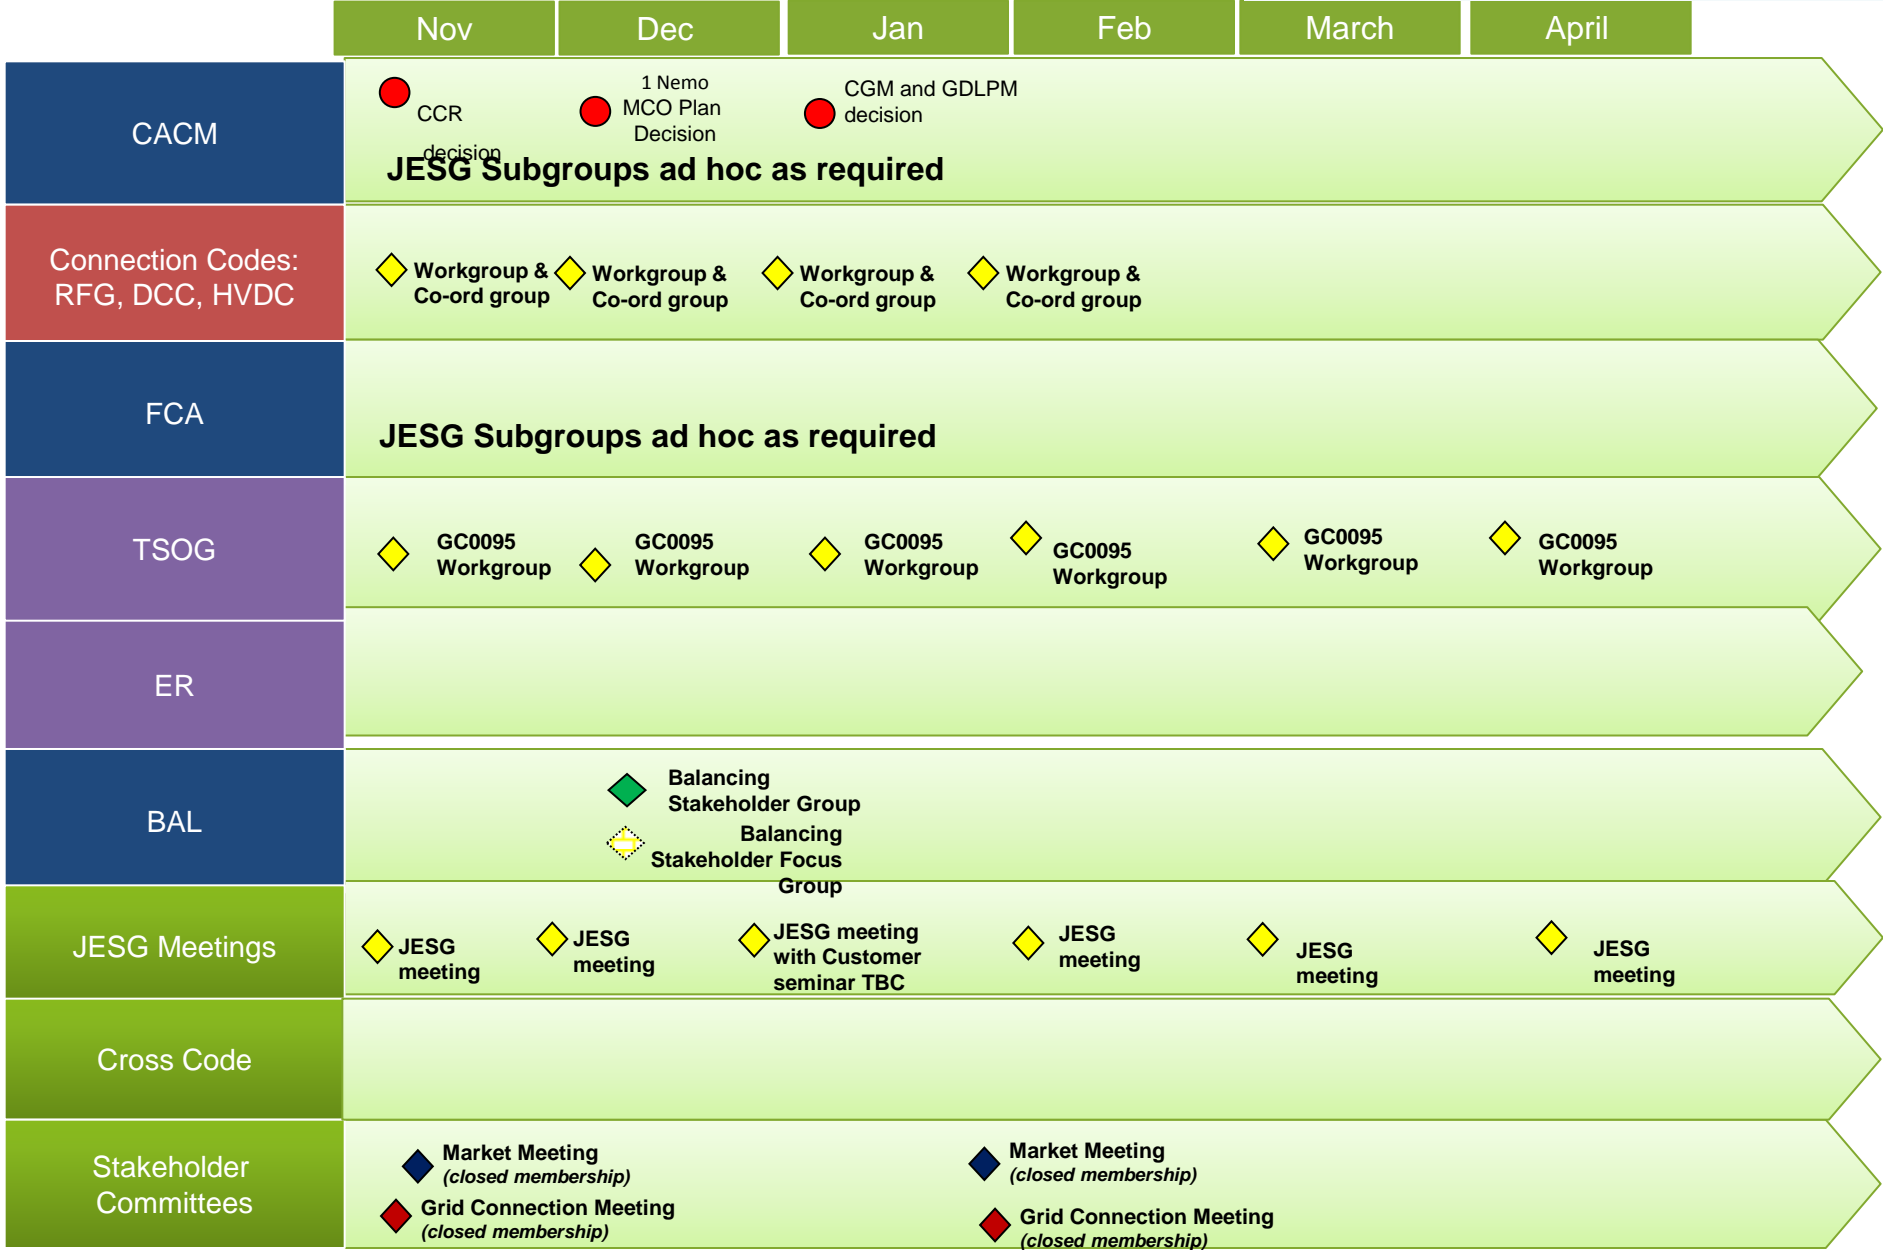 Nov Dec Jan Feb March April
CACM
CCR
decision
1 Nemo
MCO Plan
Decision
CGM and GDLPM
decision
JESG Subgroups ad hoc as required
Connection Codes:
RFG, DCC, HVDC
Workgroup &
Co-ord group
Workgroup &
Co-ord group
Workgroup &
Co-ord group
Workgroup &
Co-ord group
FCA
JESG Subgroups ad hoc as required
TSOG
GC0095
Workgroup
GC0095
Workgroup
GC0095
Workgroup
GC0095
Workgroup
GC0095
Workgroup
GC0095
Workgroup
ER
BAL
Balancing
Stakeholder Group
Balancing
Stakeholder Focus
Group
JESG Meetings
JESG
meeting
JESG
meeting
JESG meeting
with Customer
seminar TBC
JESG
meeting
JESG
meeting
JESG
meeting
Cross Code
Stakeholder
Committees
Market Meeting
(closed membership)
Grid Connection Meeting
(closed membership)
Market Meeting
(closed membership)
Grid Connection Meeting
(closed membership)